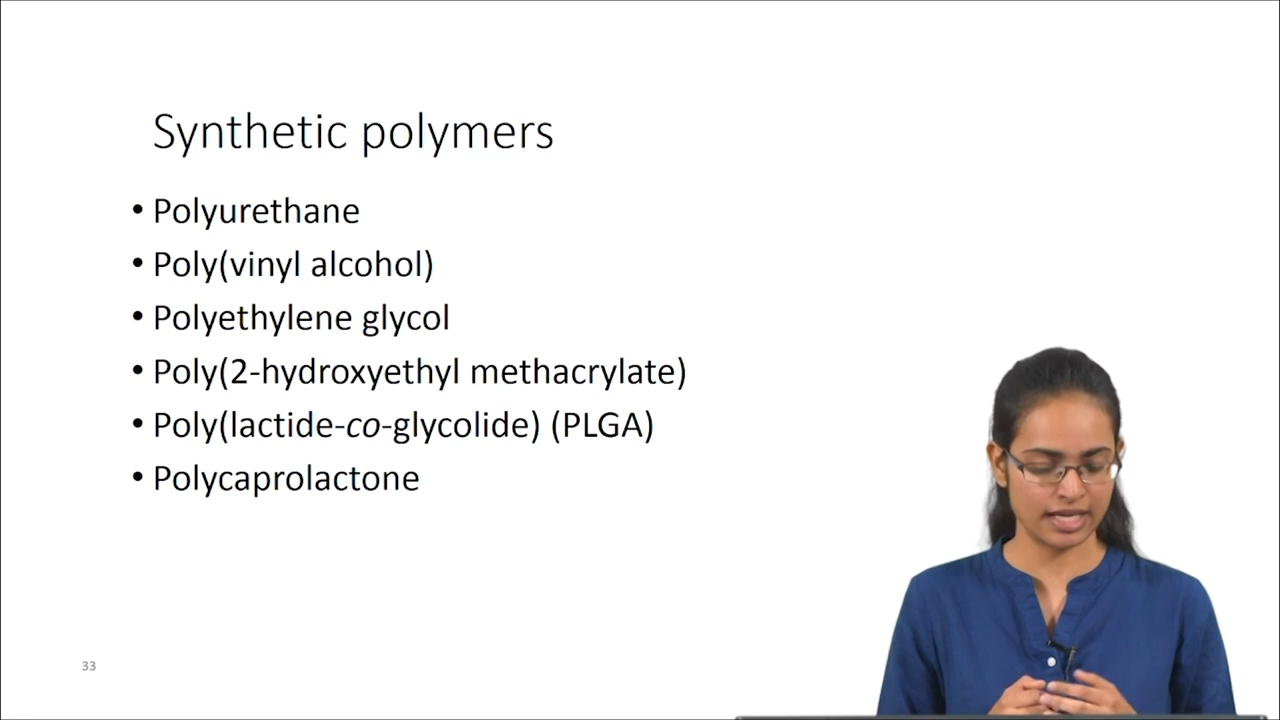 Synthetic polymers
• Polyurethane
• Poly(vinyl alcohol)
• Polyethylene glycol
• Poly(2-hydroxyethyl methacrylate)
• Poly(lactide-co-glycolide) (PLGA)
• Polycaprolactone
33